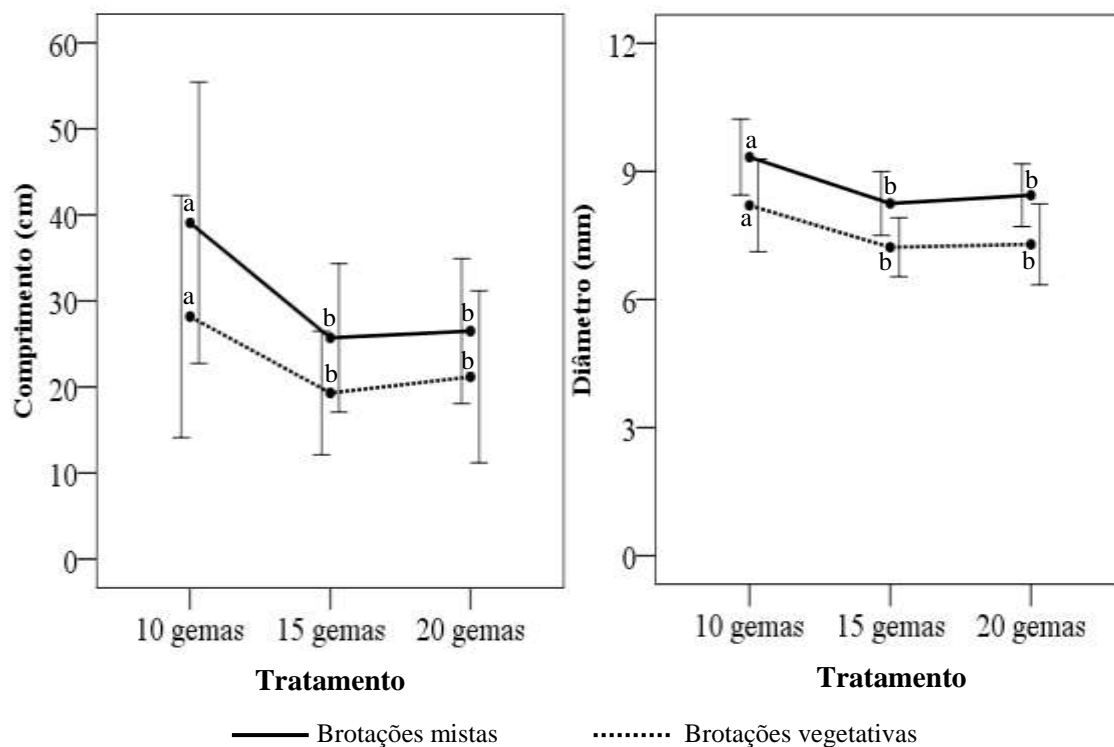 Comprimento (cm)
60
50
40
30
20
10
0
a
a
b
b
b
b
10 gemas 15 gemas 20 gemas
Tratamento
Diâmetro (mm)
12
9
6
3
0
a
a
b
b
b
b
10 gemas 15 gemas 20 gemas
Tratamento
Brotações mistas Brotações vegetativas